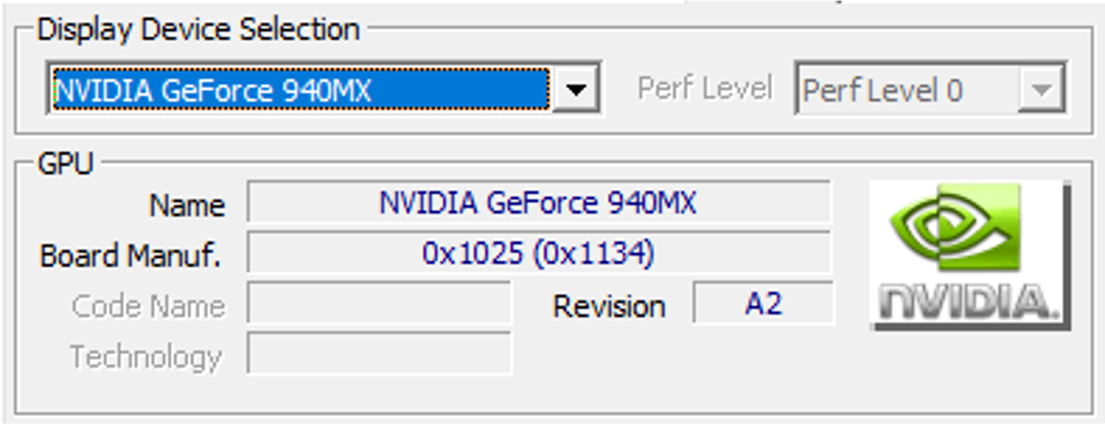 Display Device Selection
NVIDIA GeForce 940MX Perf Level Perf Level 0
GPU
Name NVIDIA GeForce 940MX
Board Manuf. 0x1025 (0x1134)
Code Name Revision A2
Technology
NVIDIA.